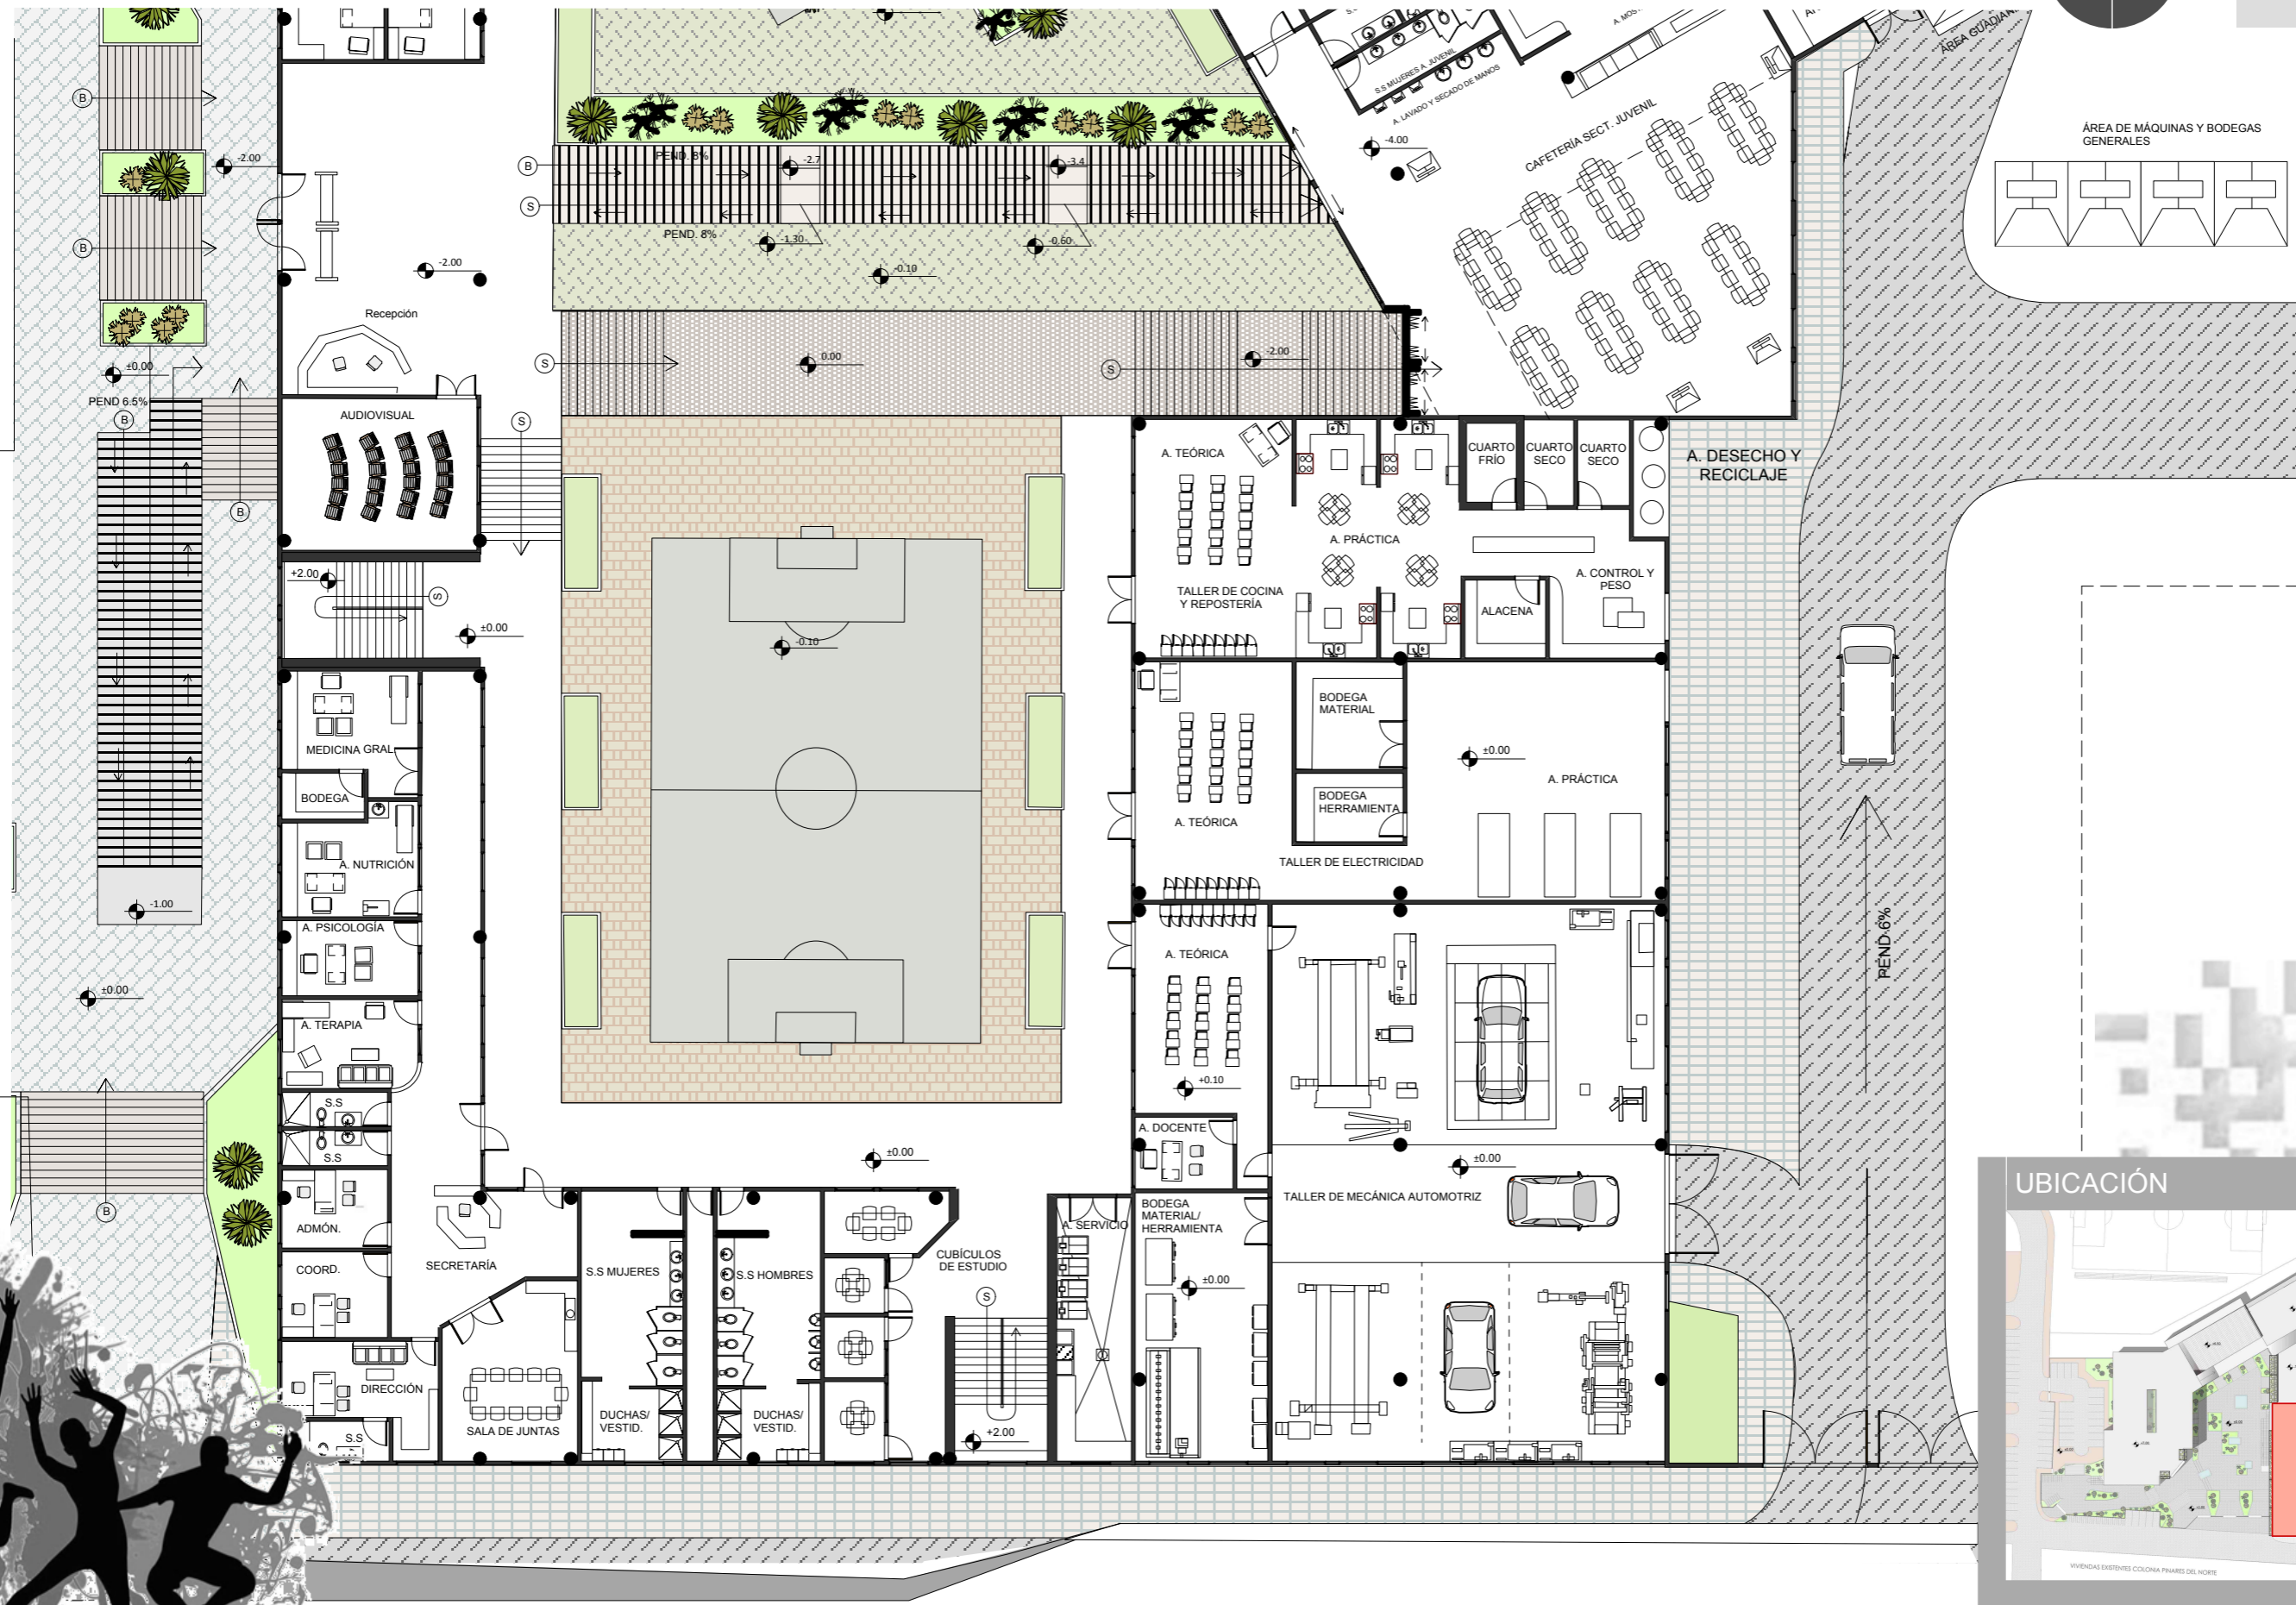 S.S MUJERES A. JUVENIL
A. LAVADO Y SECADO DE MANOS
-4.00
CAFETERÍA SECT. JUVENIL
ÁREA DE MÁQUINAS Y BODEGAS
GENERALES
B
-2.00
B
B
PEND. 8%
-2.7
-3.4
S
PEND. 8%
-1.30
-0.60
-0.10
-2.00
Recepción
±0.00
PEND 6.5%
B
B
S
0.00
S
-2.00
AUDIOVISUAL
S
+2.00
S
±0.00
A. TEÓRICA
CUARTO
FRÍO
CUARTO
SECO
CUARTO
SECO
A. DESECHO Y
RECICLAJE
A. PRÁCTICA
TALLER DE COCINA
Y REPOSTERÍA
A. CONTROL Y
PESO
ALACENA
-0.10
MEDICINA GRAL
BODEGA
A. NUTRICIÓN
A. PSICOLOGÍA
A. TERAPIA
S.S
S.S
ADMÓN.
COORD.
SECRETARÍA
DIRECCIÓN
S.S
SALA DE JUNTAS
-1.00
±0.00
B
BODEGA
MATERIAL
±0.00
A. PRÁCTICA
BODEGA
HERRAMIENTA
A. TEÓRICA
TALLER DE ELECTRICIDAD
A. TEÓRICA
+0.10
A. DOCENTE
±0.00
TALLER DE MECÁNICA AUTOMOTRIZ
BODEGA
MATERIAL/
HERRAMIENTA
±0.00
±0.00
A. SERVICIO
CUBÍCULOS
DE ESTUDIO
S
+2.00
S.S MUJERES
S.S HOMBRES
DUCHAS/
VESTID.
DUCHAS/
VESTID.
PEND 6%
UBICACIÓN
VIVIENDAS EXISTENTES COLONIA PINARES DEL NORTE